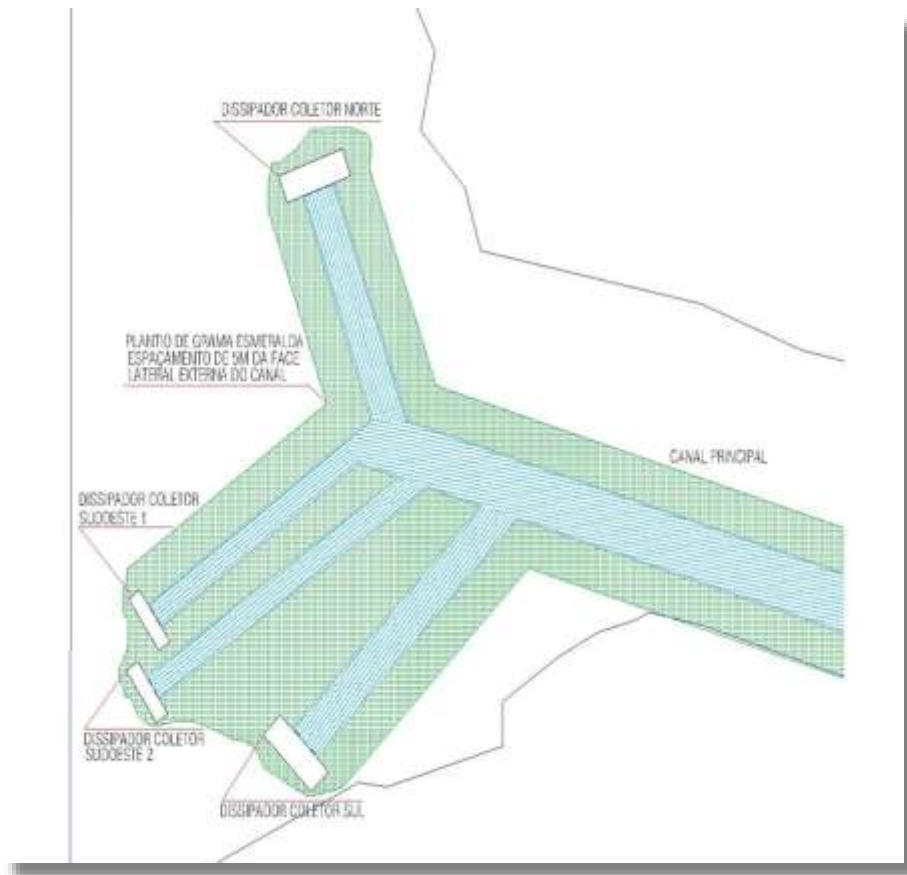 DISSIPADOR COLETOR NORTE
PLANTIO DE GRAMA ESMERALDA
ESPAÇAMENTO DE 5M DA FACE
LATERAL EXTERNA DO CANAL
CANAL PRINCIPAL
DISSIPADOR COLETOR
SUDOESTE 1
DISSIPADOR COLETOR
SUDOESTE 2
DISSIPADOR COLETOR SUL